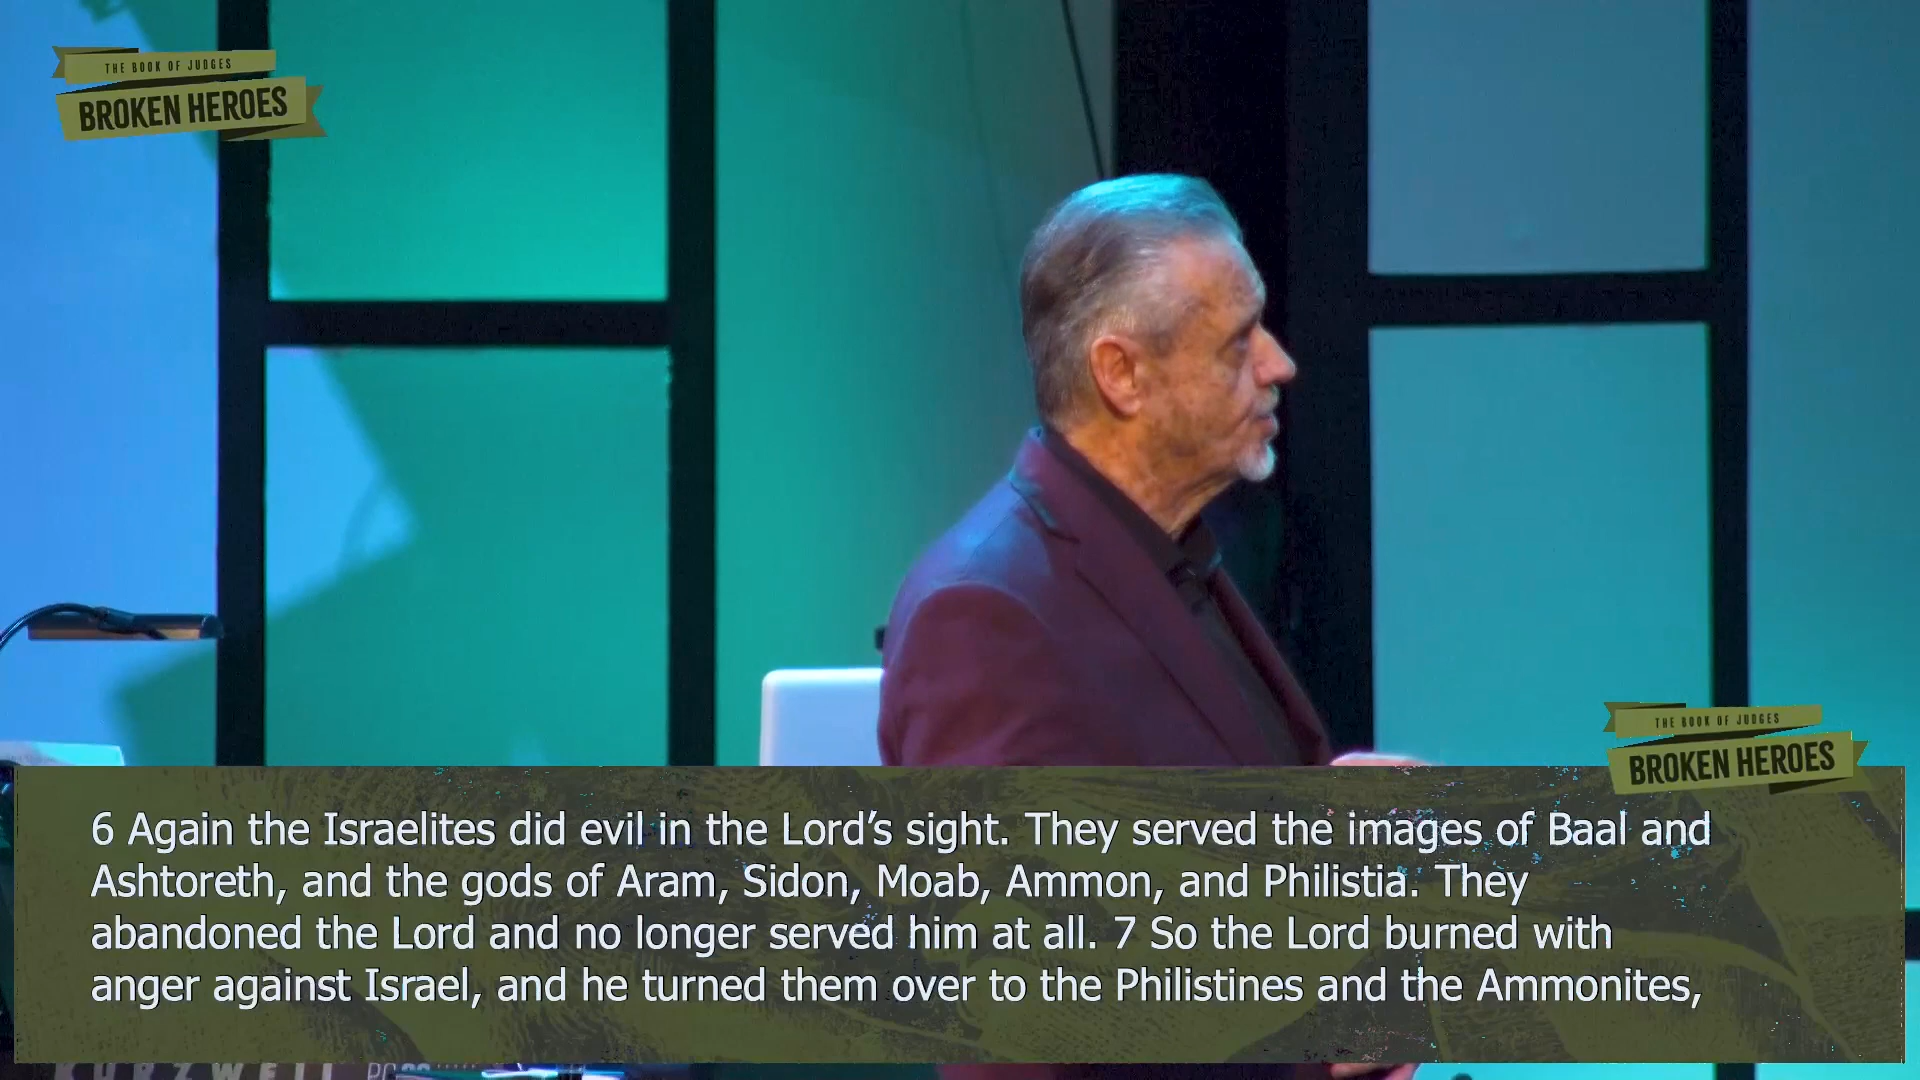 THE BOOK OF JUDGES
BROKEN HEROES
THE BOOK OF JUDGES
BROKEN HEROES
6 Again the Israelites did evil in the Lord’s sight. They served the images of Baal and
Ashtoreth, and the gods of Aram, Sidon, Moab, Ammon, and Philistia. They
abandoned the Lord and no longer served him at all. 7 So the Lord burned with
anger against Israel, and he turned them over to the Philistines and the Ammonites,
KURZWEIL